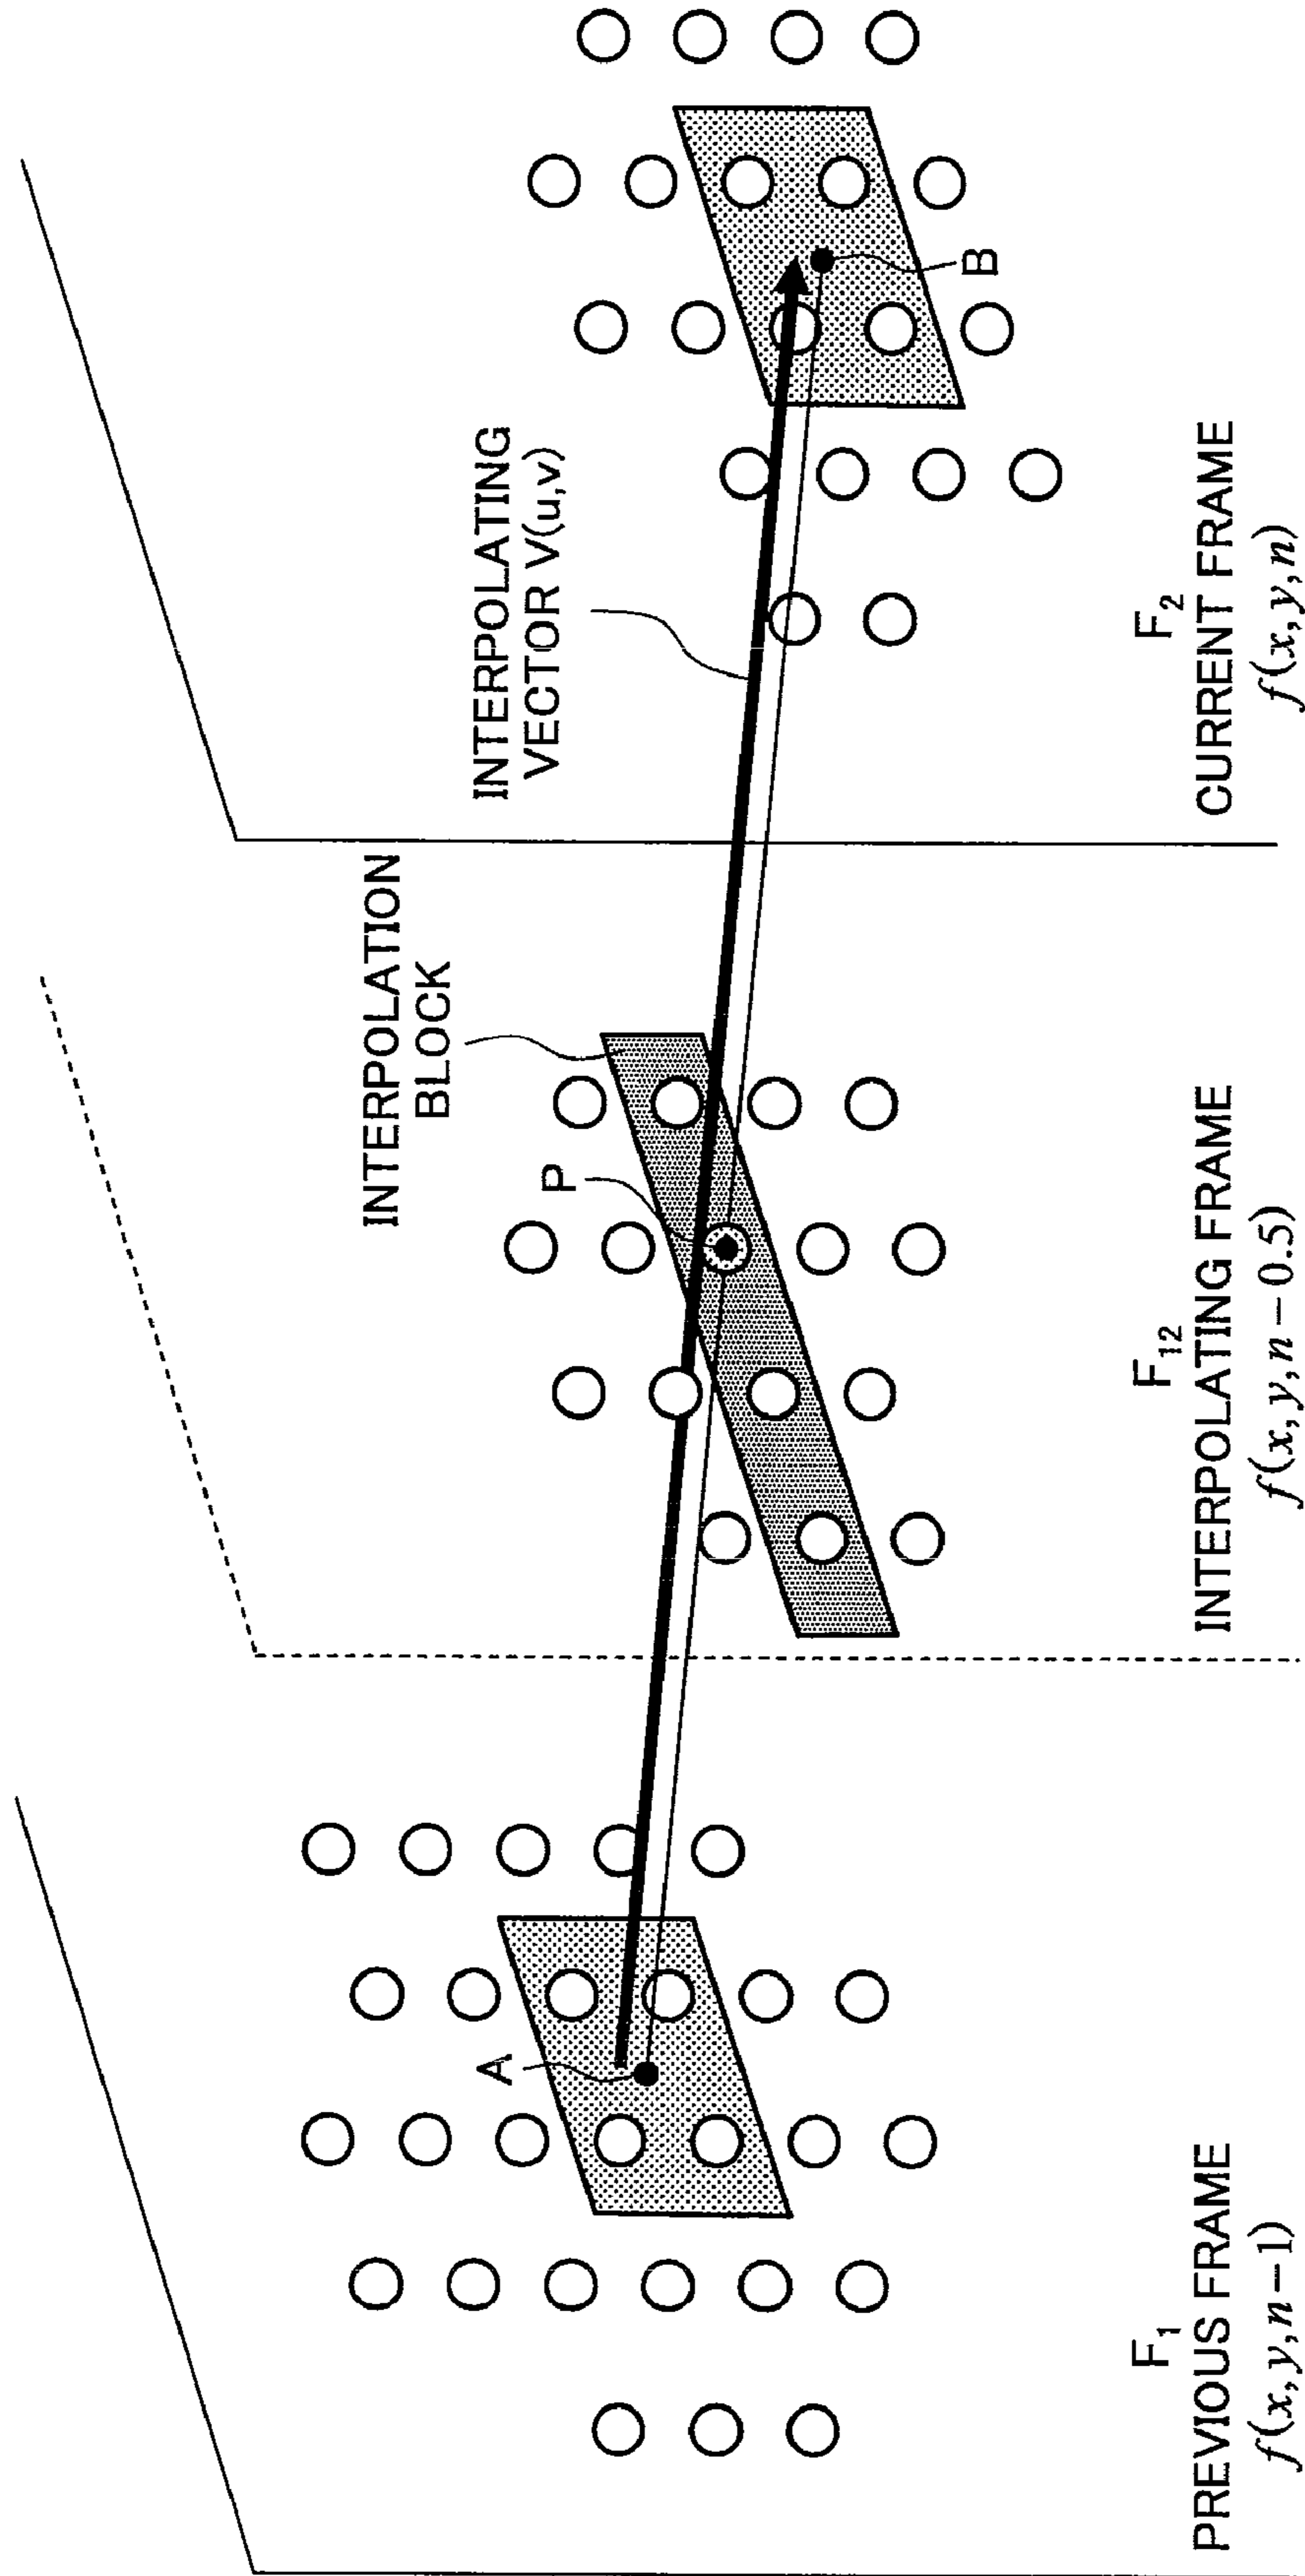 A
F1
PREVIOUS FRAME
f(x,y,n−1)
INTERPOLATION
BLOCK
P
F12
INTERPOLATING FRAME
f(x,y,n−0.5)
INTERPOLATING
VECTOR V(u,v)
B
F2
CURRENT FRAME
f(x,y,n)